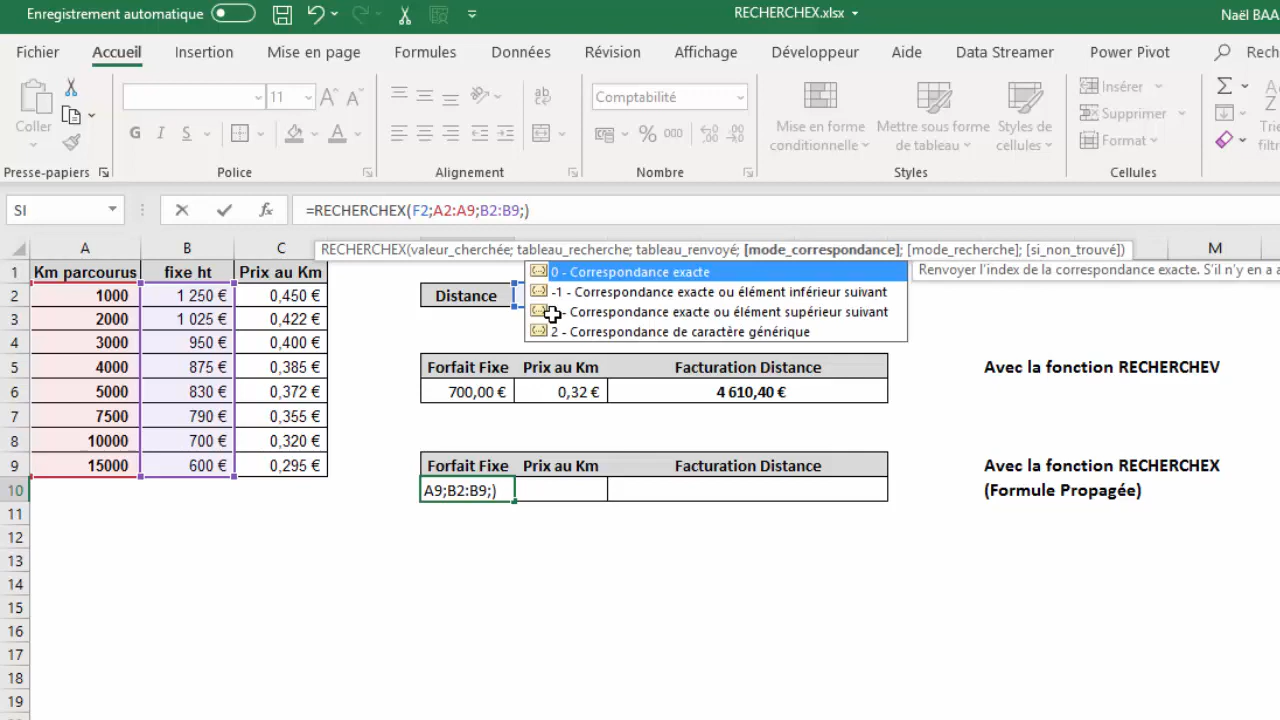 Enregistrement automatique RECHERCHEX.xlsx Naël BAA
Fichier Accueil Insertion Mise en page Formules Données Révision Affichage Développeur Aide Data Streamer Power Pivot Rech
Coller 11 Comptabilité Mise en forme conditionnelle Mettre sous forme de tableau Styles de cellules Insérer Supprimer Format Trie filtr
G I S A % 000
Presse-papiers Police Alignement Nombre Styles Cellules
SI fx =RECHERCHEX(F2;A2:A9;B2:B9;)
RECHERCHEX(valeur_cherchée; tableau_recherche; tableau_renvoyé; [mode_correspondance]; [mode_recherche]; [si_non_trouvé])
A B C M
0 - Correspondance exacte
-1 - Correspondance exacte ou élément inférieur suivant
- Correspondance exacte ou élément supérieur suivant
2 - Correspondance de caractère générique
Renvoyer l'index de la correspondance exacte. S'il n'y en a a
1 Km parcourus fixe ht Prix au Km
2 1000 1 250 € 0,450 € Distance
3 2000 1 025 € 0,422 €
4 3000 950 € 0,400 €
5 4000 875 € 0,385 € Forfait Fixe Prix au Km Facturation Distance Avec la fonction RECHERCHEV
6 5000 830 € 0,372 € 700,00 € 0,32 € 4 610,40 €
7 7500 790 € 0,355 €
8 10000 700 € 0,320 €
9 15000 600 € 0,295 € Forfait Fixe Prix au Km Facturation Distance Avec la fonction RECHERCHEX
10 A9;B2:B9;) (Formule Propagée)
11
12
13
14
15
16
17
18
19